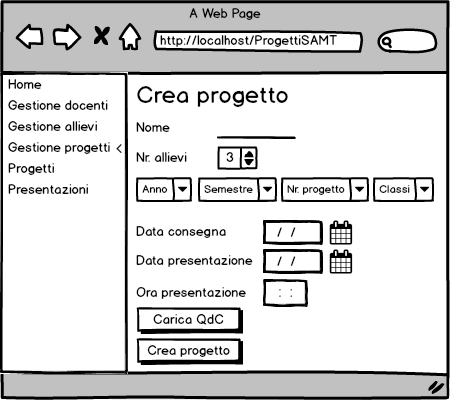 A Web Page
http://localhost/ProgettiSAMT
Home
Gestione docenti
Gestione allievi
Gestione progetti <
Progetti
Presentazioni
Crea progetto
Nome
Nr. allievi 3
Anno Semestre Nr. progetto Classi
Data consegna / /
Data presentazione / /
Ora presentazione : :
Carica QdC
Crea progetto